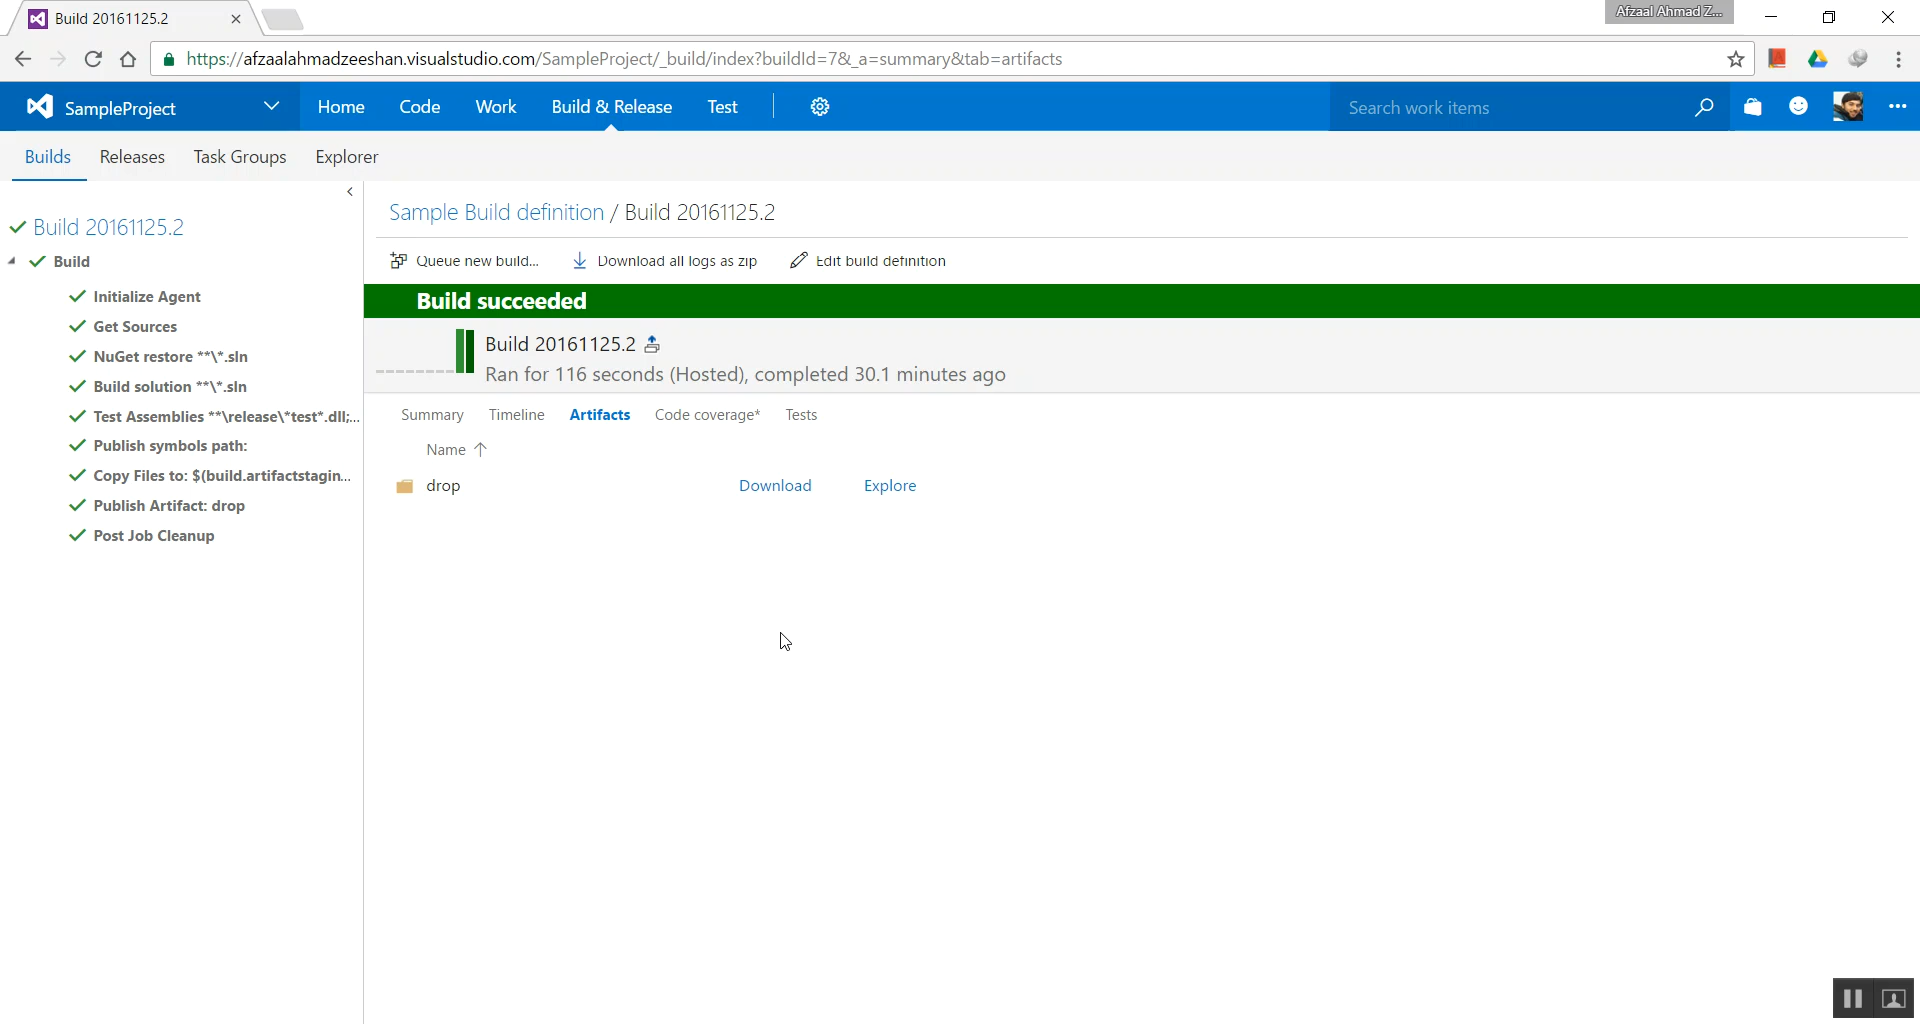 Build 20161125.2
Afzaal Ahmad Z...
https://afzaalahmadzeeshan.visualstudio.com/SampleProject/_build/index?buildId=7&_a=summary&tab=artifacts
SampleProject Home Code Work Build & Release Test Search work items
Builds Releases Task Groups Explorer
Build 20161125.2
Build
Initialize Agent
Get Sources
NuGet restore **\*.sln
Build solution **\*.sln
Test Assemblies **\release\*test*.dll;...
Publish symbols path:
Copy Files to: $(build.artifactstagin...
Publish Artifact: drop
Post Job Cleanup
Sample Build definition / Build 20161125.2
Queue new build... Download all logs as zip Edit build definition
Build succeeded
Build 20161125.2
Ran for 116 seconds (Hosted), completed 30.1 minutes ago
Summary Timeline Artifacts Code coverage* Tests
Name
drop Download Explore